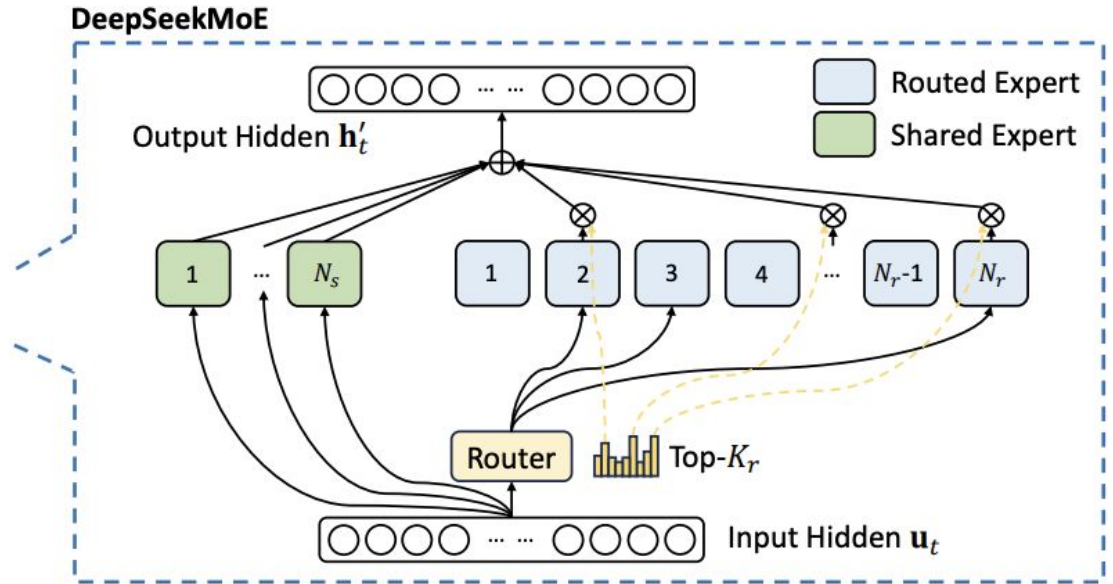 DeepSeekMoE
Routed Expert
Shared Expert
... ...
Output Hidden 𝐡′ₜ
1
...
Nₛ
1
2
3
4
...
Nᵣ-1
Nᵣ
Router
Top-Kᵣ
... ...
Input Hidden 𝐮ₜ